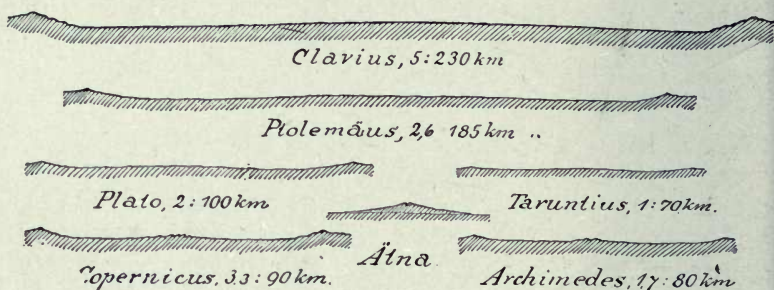 Clavius, 5:230 km
Ptolemäus, 2,6 185 km ..
Plato, 2:100 km
Taruntius, 1:70 km.
Ätna
Copernicus, 3.3:90 km.
Archimedes, 1,7:80 km